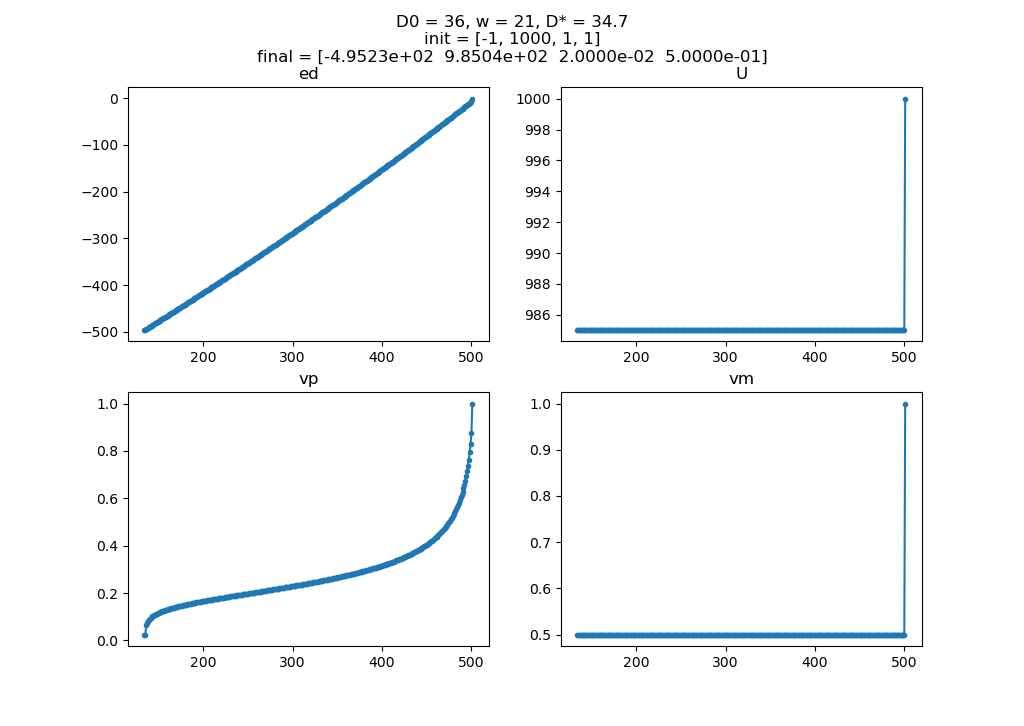 D0 = 36, w = 21, D* = 34.7
init = [-1, 1000, 1, 1]
final = [-4.9523e+02  9.8504e+02  2.0000e-02  5.0000e-01]
ed
0
−100
−200
−300
−400
−500
200 300 400 500
U
1000
998
996
994
992
990
988
986
200 300 400 500
vp
1.0
0.8
0.6
0.4
0.2
0.0
200 300 400 500
vm
1.0
0.9
0.8
0.7
0.6
0.5
200 300 400 500